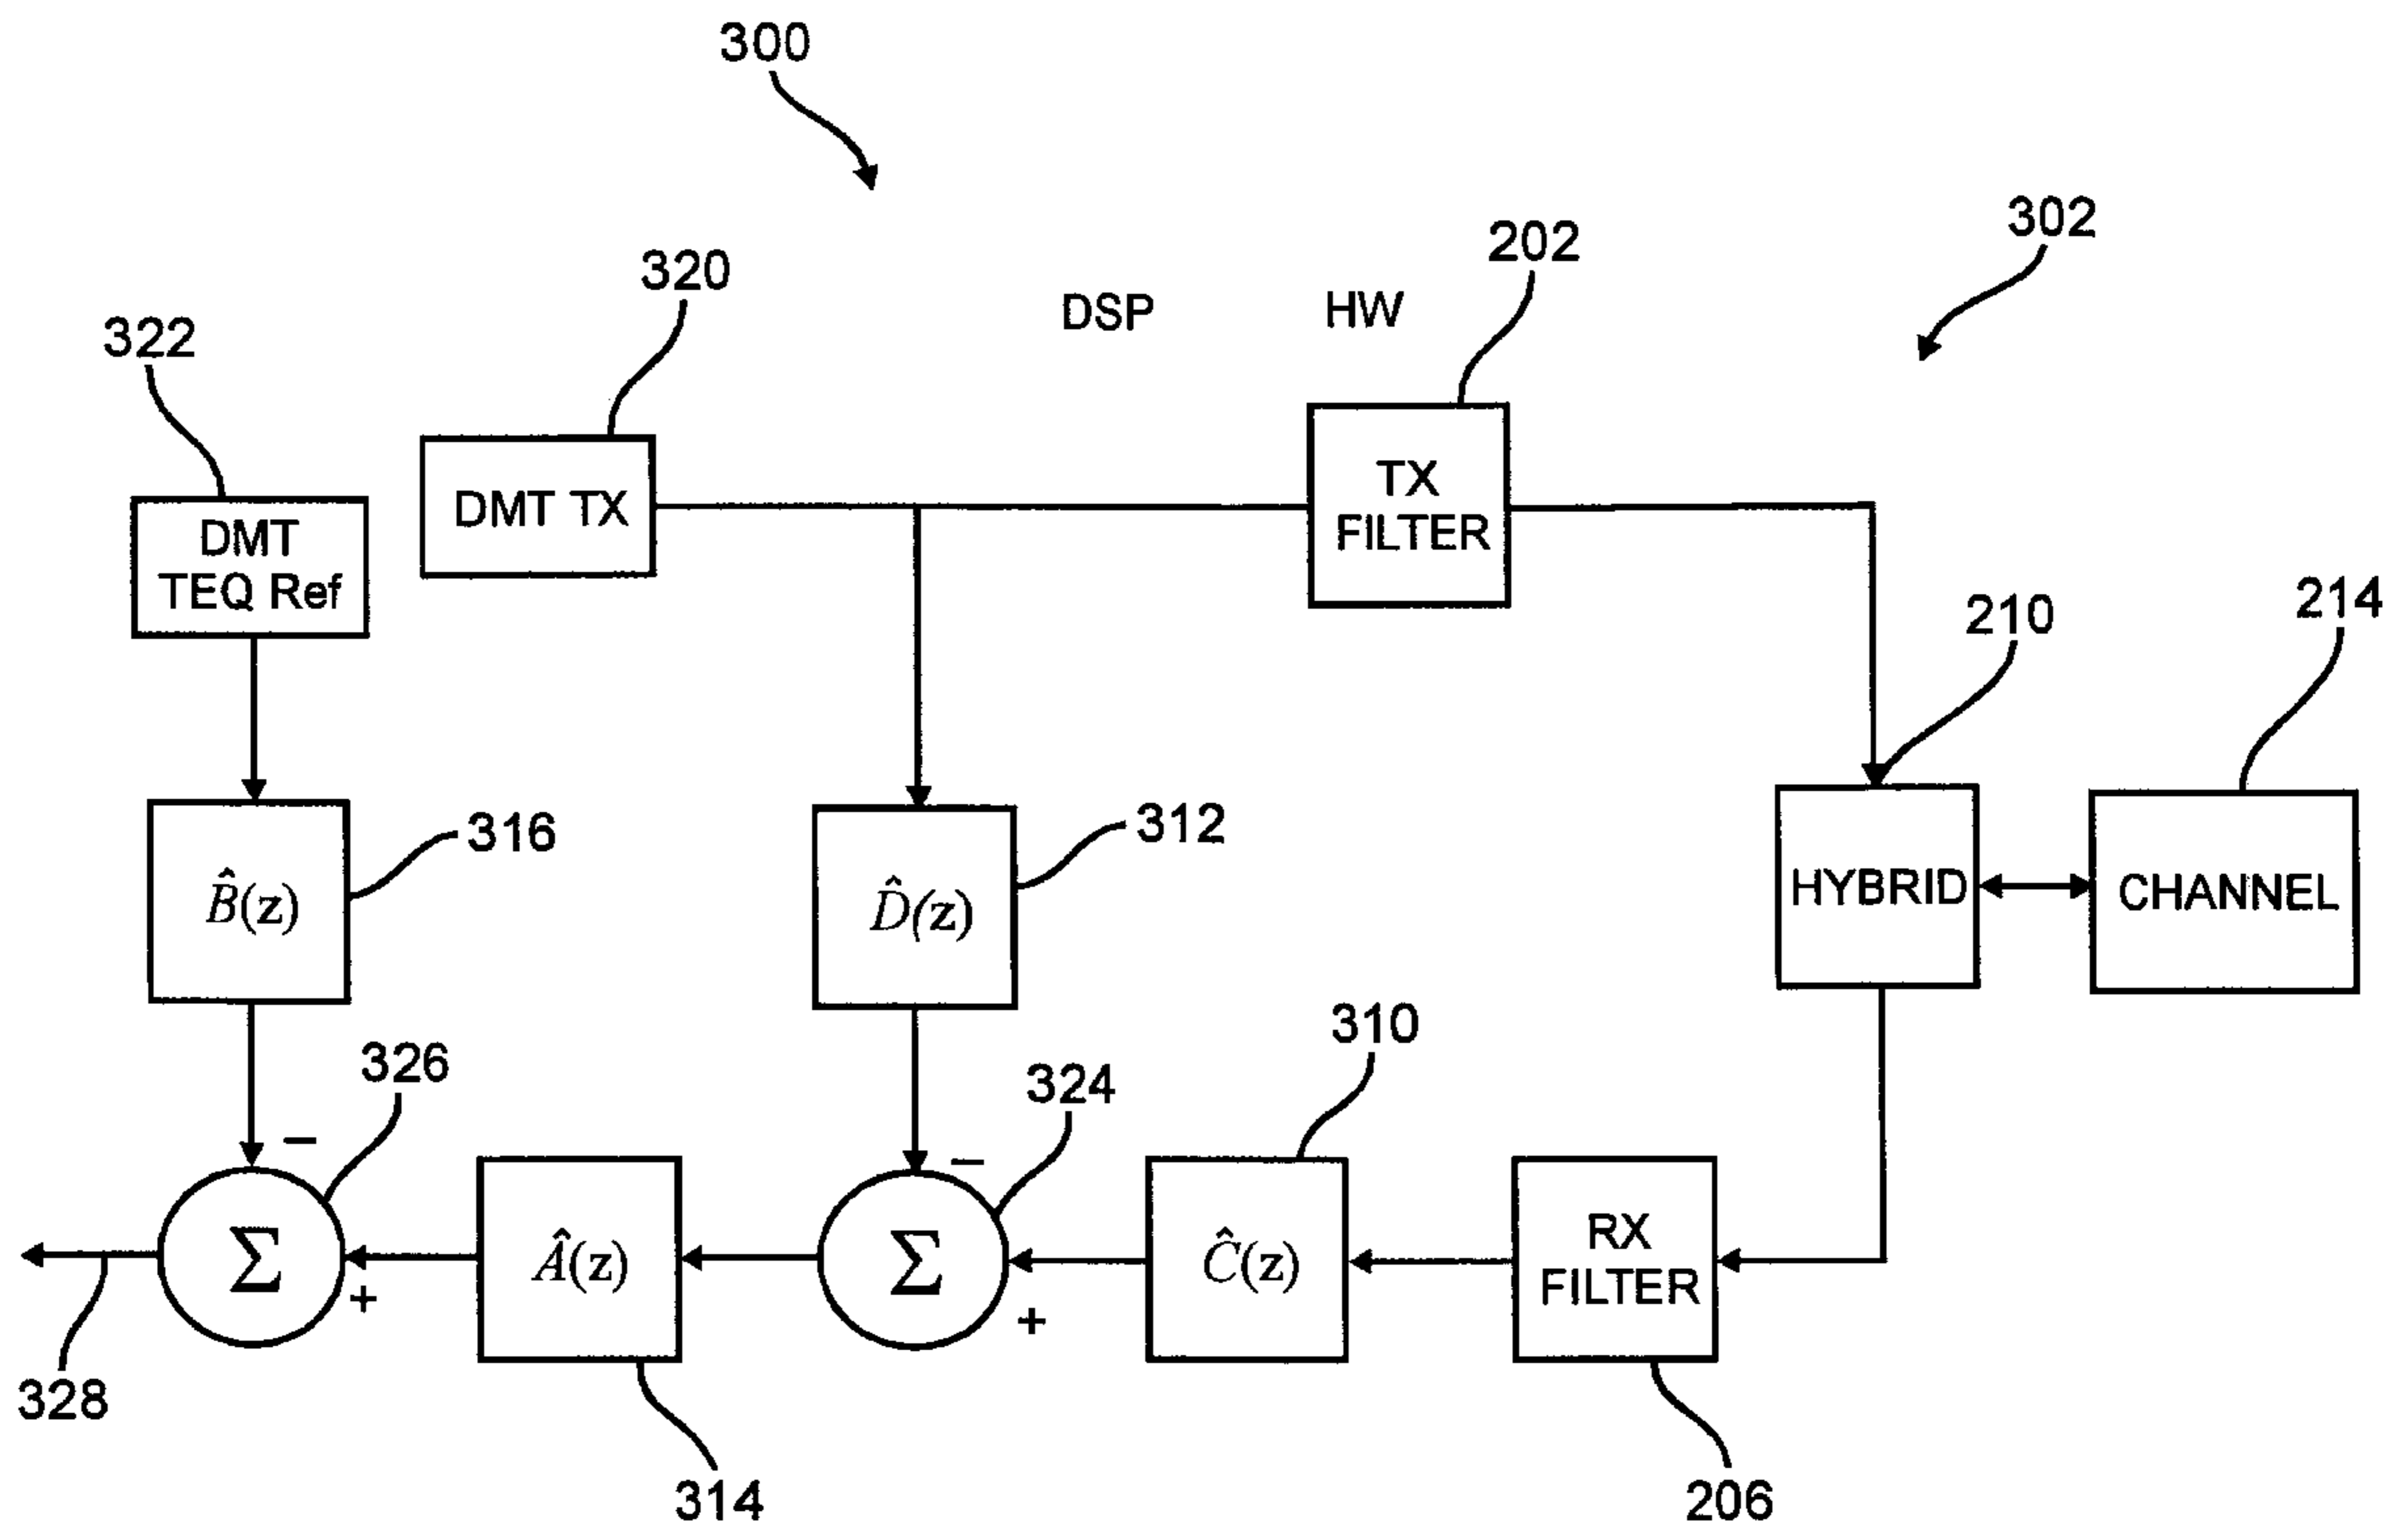 300
302
202
320
DSP
HW
322
DMT TX
TX
FILTER
DMT
TEQ Ref
210
214
316
312
B̂(z)
D̂(z)
HYBRID
CHANNEL
310
326
324
−
−
Σ
+
Â(z)
Σ
+
Ĉ(z)
RX
FILTER
328
314
206